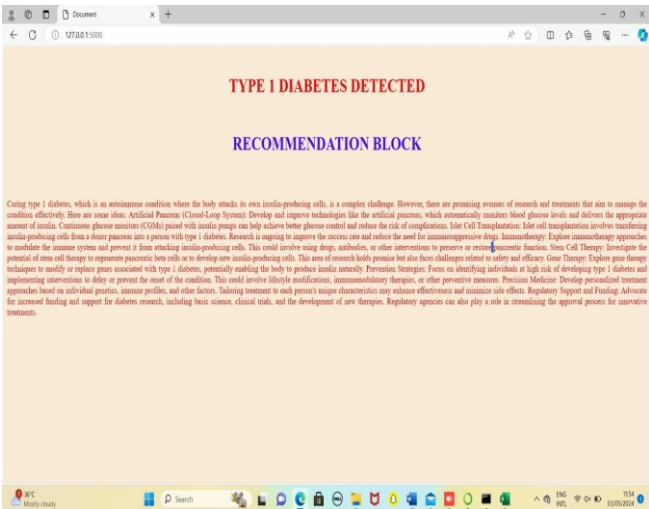 Document
127.0.0.1:5000
TYPE 1 DIABETES DETECTED
RECOMMENDATION BLOCK
Curing type 1 diabetes, which is an autoimmune condition where the body attacks its own insulin-producing cells, is a complex challenge. However, there are promising avenues of research and treatments that aim to manage the
condition effectively. Here are some ideas: Artificial Pancreas (Closed-Loop System): Develop and improve technologies like the artificial pancreas, which automatically monitors blood glucose levels and delivers the appropriate
amount of insulin. Continuous glucose monitors (CGMs) paired with insulin pumps can help achieve better glucose control and reduce the risk of complications. Islet Cell Transplantation: Islet cell transplantation involves transferring
insulin-producing cells from a donor pancreas into a person with type 1 diabetes. Research is ongoing to improve the success rate and reduce the need for immunosuppressive drugs. Immunotherapy: Explore immunotherapy approaches
to modulate the immune system and prevent it from attacking insulin-producing cells. This could involve using drugs, antibodies, or other interventions to preserve or restore pancreatic function. Stem Cell Therapy: Investigate the
potential of stem cell therapy to regenerate pancreatic beta cells or to develop new insulin-producing cells. This area of research holds promise but also faces challenges related to safety and efficacy. Gene Therapy: Explore gene therapy
techniques to modify or replace genes associated with type 1 diabetes, potentially enabling the body to produce insulin naturally. Prevention Strategies: Focus on identifying individuals at high risk of developing type 1 diabetes and
implementing interventions to delay or prevent the onset of the condition. This could involve lifestyle modifications, immunomodulatory therapies, or other preventive measures. Precision Medicine: Develop personalized treatment
approaches based on individual genetics, immune profiles, and other factors. Tailoring treatment to each person's unique characteristics may enhance effectiveness and minimize side effects. Regulatory Support and Funding: Advocate
for increased funding and support for diabetes research, including basic science, clinical trials, and the development of new therapies. Regulatory agencies can also play a role in streamlining the approval process for innovative
treatments.
36°C
Mostly cloudy
Search
ENG
INTL
11:54
03/05/2024